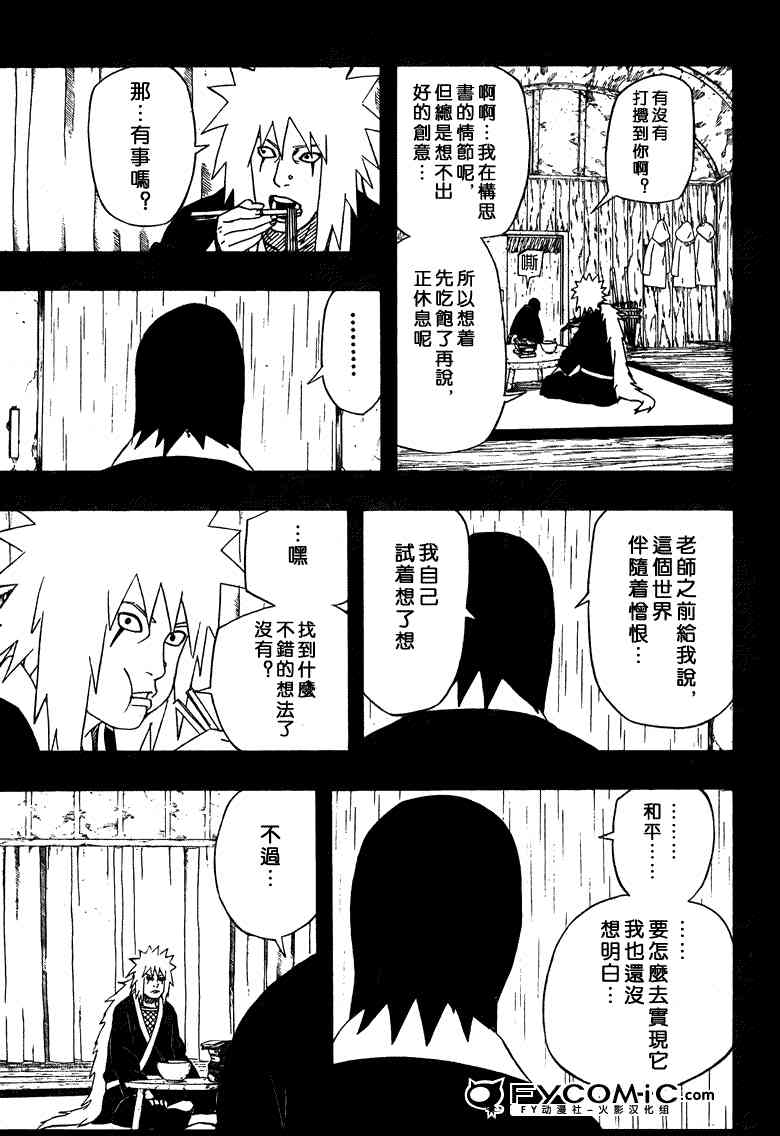 有沒有
打攪到你啊?
啊啊…我在構思
書的情節呢,
但總是想不出
好的創意…
嘶
所以想着
先吃飽了再說,
正休息呢
那…有事嗎?
………
老師之前給我說,
這個世界
伴隨着憎恨…
我自己
試着想了想
…嘿
找到什麼
不錯的想法了
沒有?
……
和平……
……
要怎麼去實現它
我也還沒
想明白…
不過…
FYCOMiC.COM
FY动漫社-火影汉化组